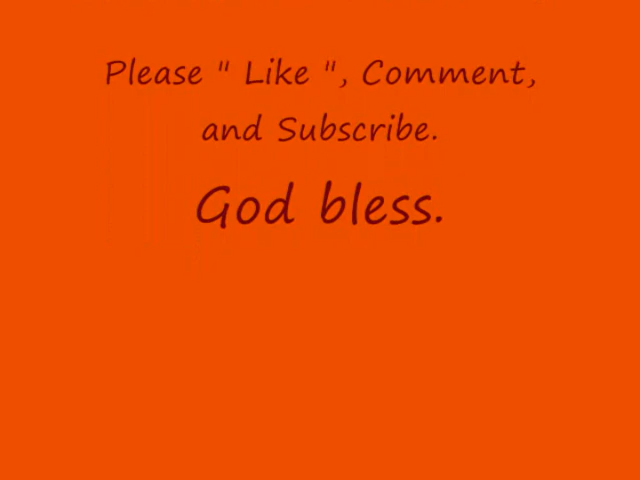 Please " Like ", Comment,
and Subscribe.
God bless.